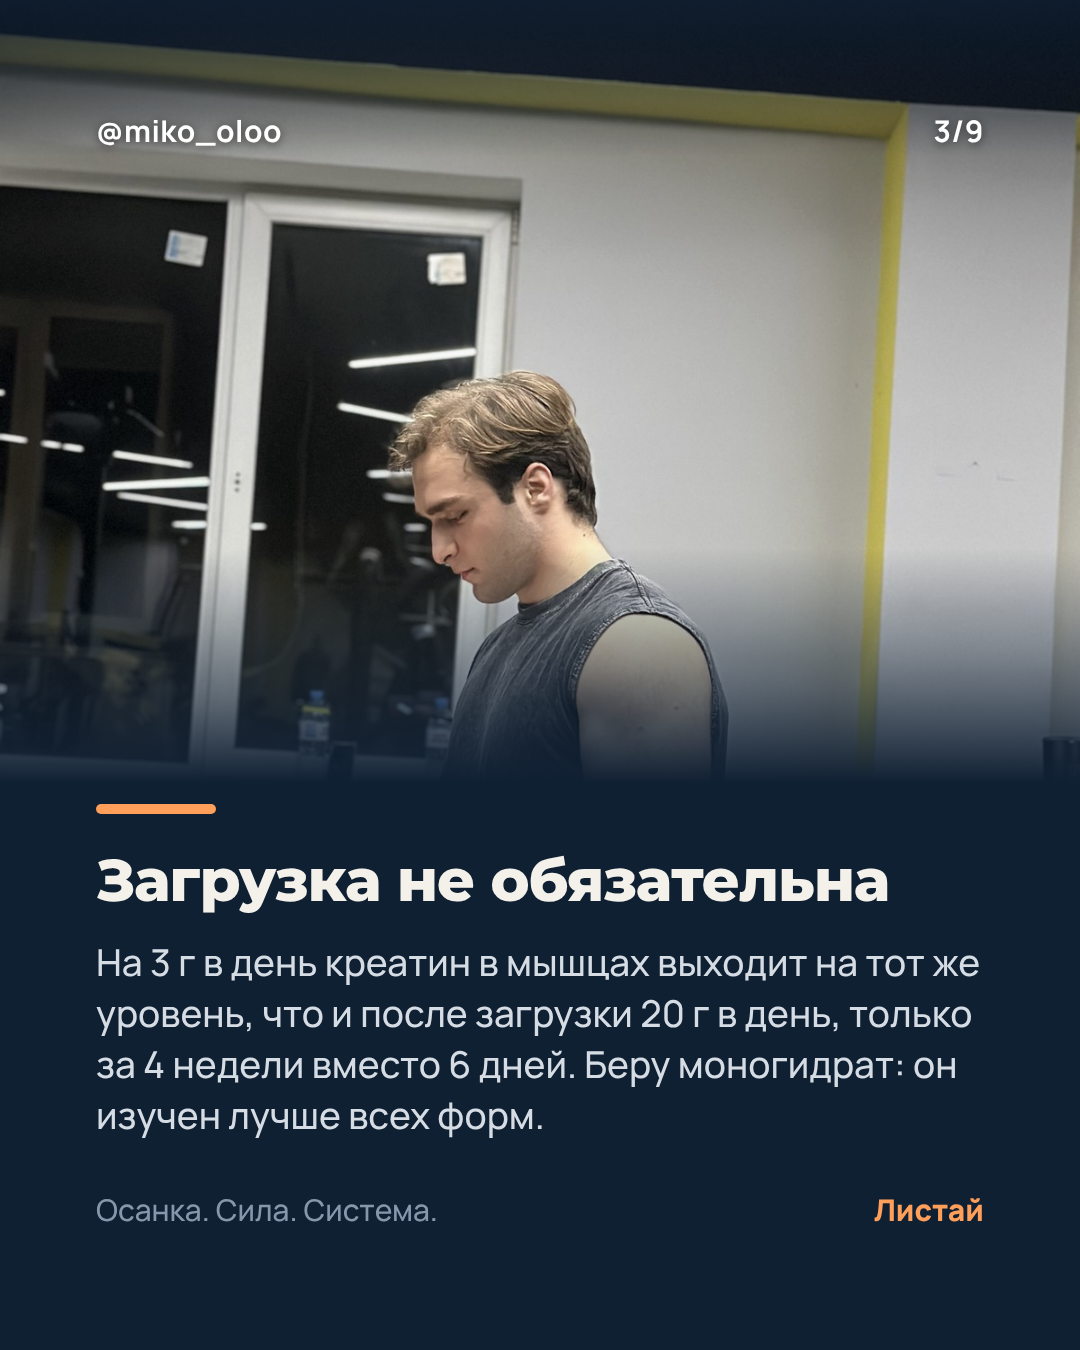 @miko_oloo
3/9
Загрузка не обязательна
На 3 г в день креатин в мышцах выходит на тот же
уровень, что и после загрузки 20 г в день, только
за 4 недели вместо 6 дней. Беру моногидрат: он
изучен лучше всех форм.
Осанка. Сила. Система.
Листай